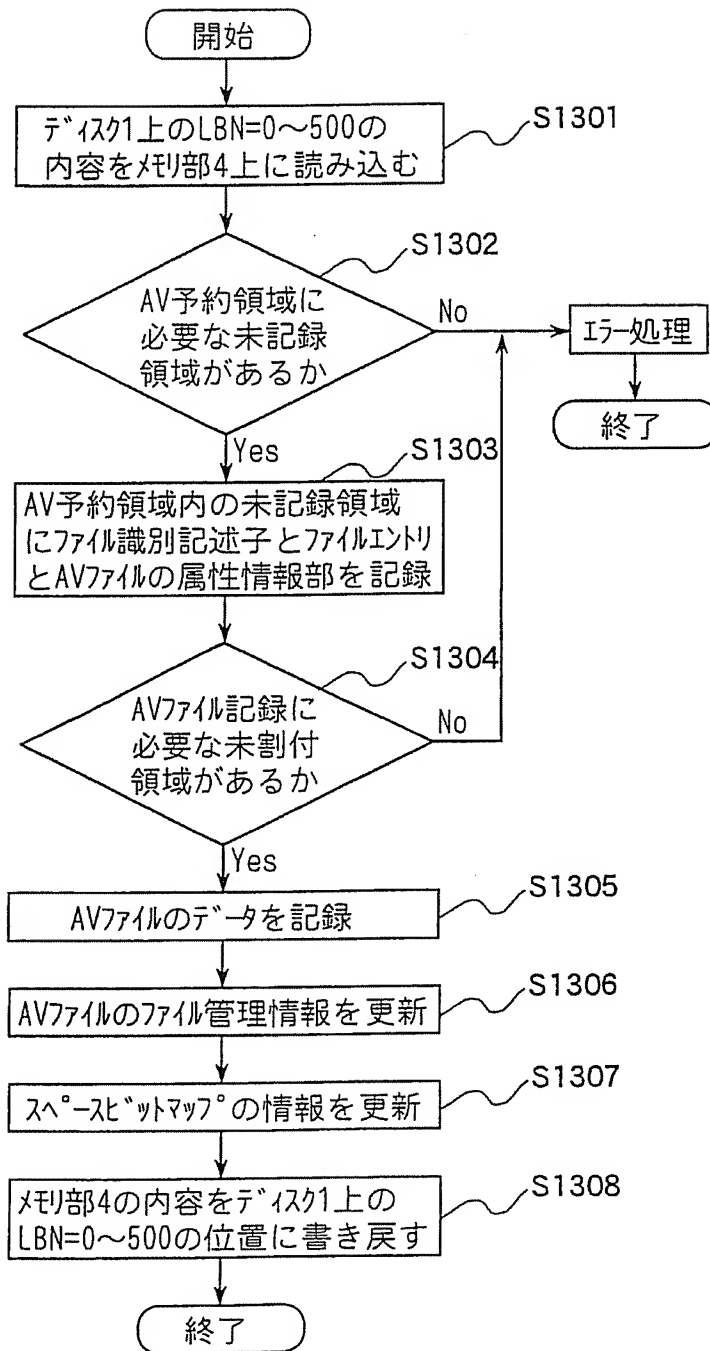 開始
ディスク1上のLBN=0〜500の
内容をメモリ部4上に読み込む
S1301
S1302
AV予約領域に
必要な未記録
領域があるか
No
エラー処理
終了
Yes
S1303
AV予約領域内の未記録領域
にファイル識別記述子とファイルエントリ
とAVファイルの属性情報部を記録
S1304
AVファイル記録に
必要な未割付
領域があるか
No
Yes
S1305
AVファイルのデータを記録
S1306
AVファイルのファイル管理情報を更新
S1307
スペースビットマップの情報を更新
S1308
メモリ部4の内容をディスク1上の
LBN=0〜500の位置に書き戻す
終了